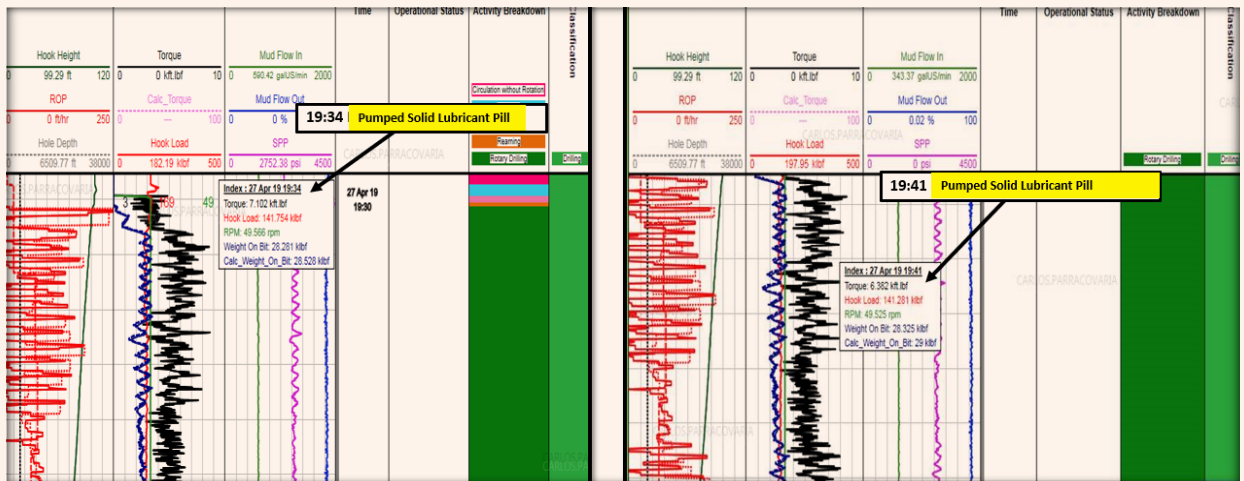 Time Operational Status Activity Breakdown Classification
Hook Height Torque Mud Flow In
0 99.29 ft 120 0 0 kft.lbf 10 0 590.42 galUS/min 2000
ROP Calc_Torque Mud Flow Out
0 0 ft/hr 250 0 --- 100 0 0 % 100
Hole Depth Hook Load SPP
0 6509.77 ft 38000 0 182.19 klbf 500 0 2752.38 psi 4500
Circulation without Rotation
Reaming
Rotary Drilling Drilling
19:34 Pumped Solid Lubricant Pill
CARLOS.PARRACOVARIA
Index : 27 Apr 19 19:34
Torque: 7.102 kft.lbf
Hook Load: 141.754 klbf
RPM: 49.566 rpm
Weight On Bit: 28.281 klbf
Calc_Weight_On_Bit: 28.528 klbf
3 169 49
27 Apr 19
19:30
Time Operational Status Activity Breakdown Classification
Hook Height Torque Mud Flow In
0 99.29 ft 120 0 0 kft.lbf 10 0 343.37 galUS/min 2000
ROP Calc_Torque Mud Flow Out
0 0 ft/hr 250 0 --- 100 0 0.02 % 100
Hole Depth Hook Load SPP
0 6509.77 ft 38000 0 197.95 klbf 500 0 0 psi 4500
Rotary Drilling Drilling
CARLOS.PARRACOVARIA
19:41 Pumped Solid Lubricant Pill
Index : 27 Apr 19 19:41
Torque: 6.382 kft.lbf
Hook Load: 141.281 klbf
RPM: 49.525 rpm
Weight On Bit: 28.325 klbf
Calc_Weight_On_Bit: 29 klbf
CARLOS.PARRACOVARIA